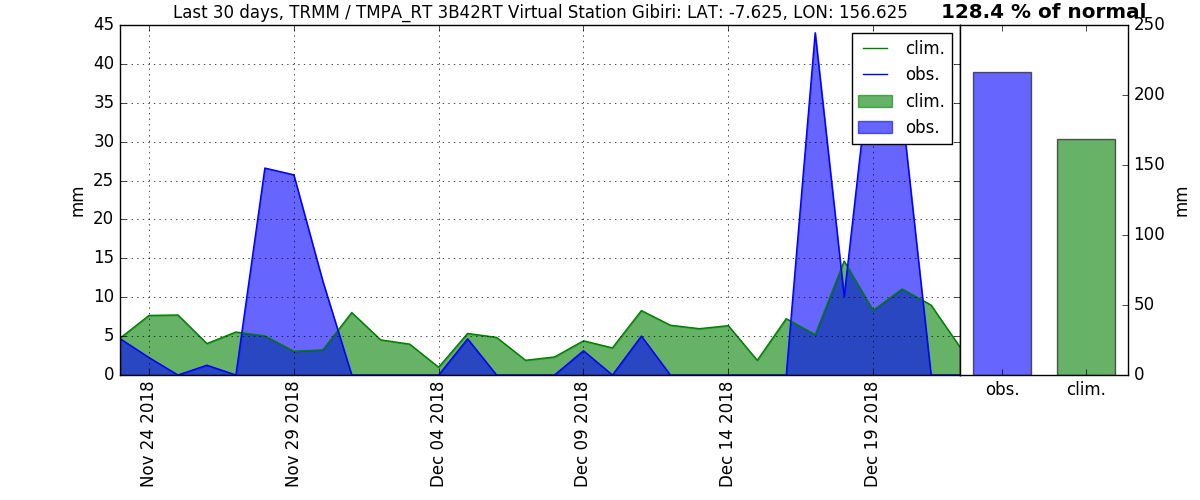 Last 30 days, TRMM / TMPA_RT 3B42RT Virtual Station Gibiri: LAT: -7.625, LON: 156.625
128.4 % of normal
45
40
35
30
25
20
15
10
5
0
mm
clim.
obs.
clim.
obs.
250
200
150
100
50
0
mm
Nov 24 2018
Nov 29 2018
Dec 04 2018
Dec 09 2018
Dec 14 2018
Dec 19 2018
obs.
clim.